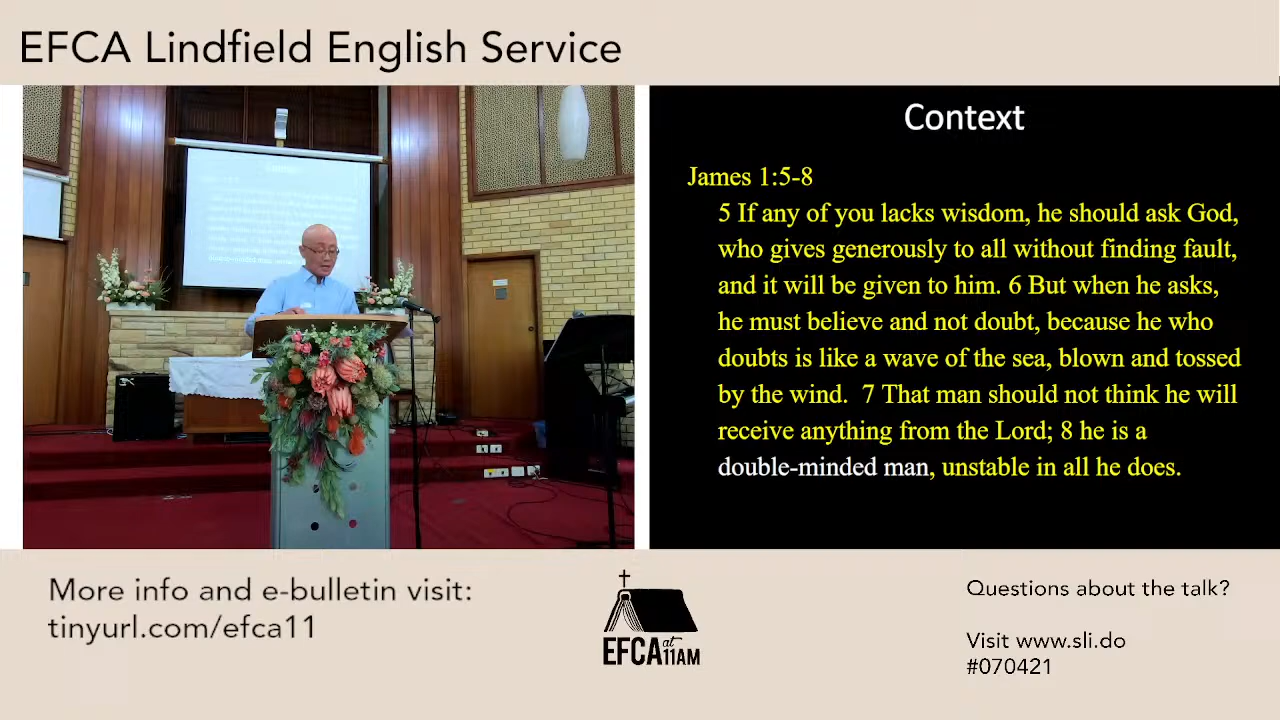 EFCA Lindfield English Service
Context
James 1:5-8
5 If any of you lacks wisdom, he should ask God,
who gives generously to all without finding fault,
and it will be given to him. 6 But when he asks,
he must believe and not doubt, because he who
doubts is like a wave of the sea, blown and tossed
by the wind.  7 That man should not think he will
receive anything from the Lord; 8 he is a
double-minded man, unstable in all he does.
More info and e-bulletin visit:
tinyurl.com/efca11
EFCA at 11AM
Questions about the talk?
Visit www.sli.do
#070421